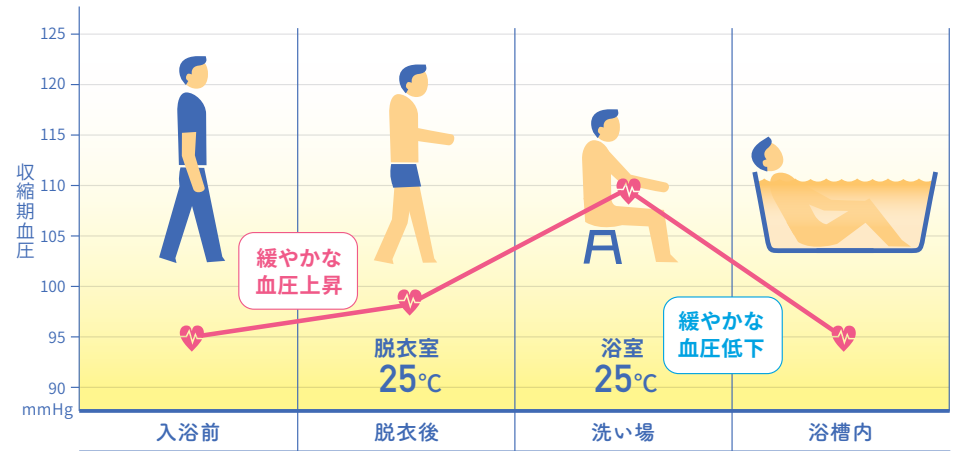 125
120
115
110
105
100
95
90
mmHg
収縮期血圧
緩やかな
血圧上昇
脱衣室
25℃
浴室
25℃
緩やかな
血圧低下
入浴前
脱衣後
洗い場
浴槽内